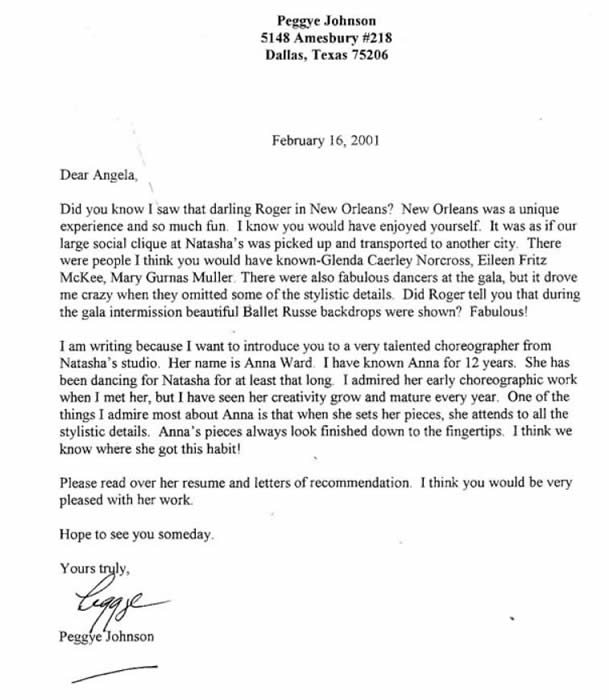 Peggye Johnson
5148 Amesbury #218
Dallas, Texas 75206
February 16, 2001
Dear Angela,
Did you know I saw that darling Roger in New Orleans? New Orleans was a unique
experience and so much fun. I know you would have enjoyed yourself. It was as if our
large social clique at Natasha's was picked up and transported to another city. There
were people I think you would have known-Glenda Caerley Norcross, Eileen Fritz
McKee, Mary Gurnas Muller. There were also fabulous dancers at the gala, but it drove
me crazy when they omitted some of the stylistic details. Did Roger tell you that during
the gala intermission beautiful Ballet Russe backdrops were shown? Fabulous!
I am writing because I want to introduce you to a very talented choreographer from
Natasha's studio. Her name is Anna Ward. I have known Anna for 12 years. She has
been dancing for Natasha for at least that long. I admired her early choreographic work
when I met her, but I have seen her creativity grow and mature every year. One of the
things I admire most about Anna is that when she sets her pieces, she attends to all the
stylistic details. Anna's pieces always look finished down to the fingertips. I think we
know where she got this habit!
Please read over her resume and letters of recommendation. I think you would be very
pleased with her work.
Hope to see you someday.
Yours truly,
Peggye
Peggye Johnson